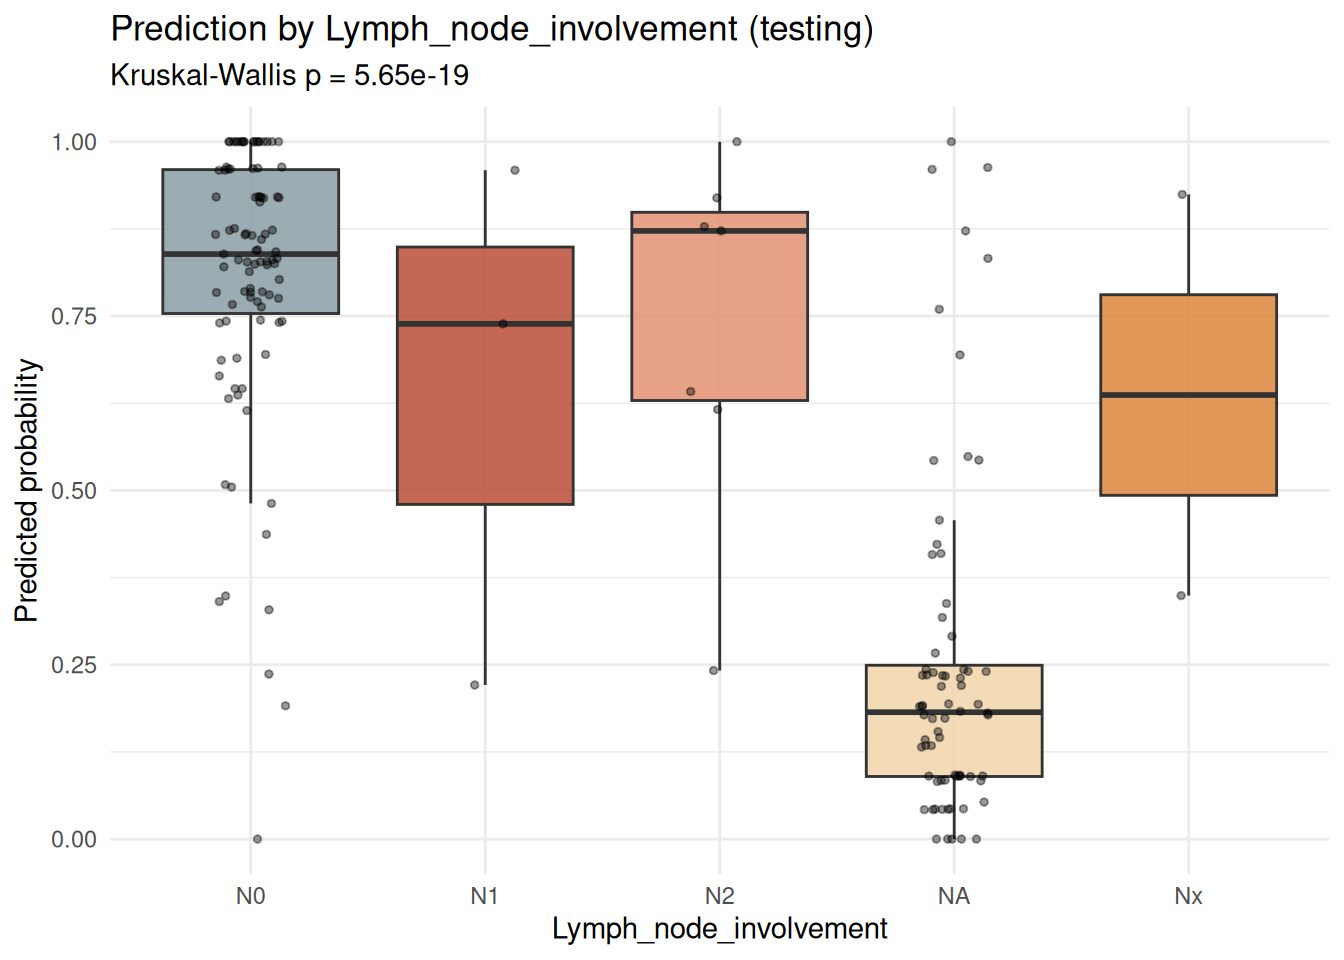 Prediction by Lymph_node_involvement (testing)
Kruskal-Wallis p = 5.65e-19
1.00
0.75
0.50
0.25
0.00
Predicted probability
N0 N1 N2 NA Nx
Lymph_node_involvement